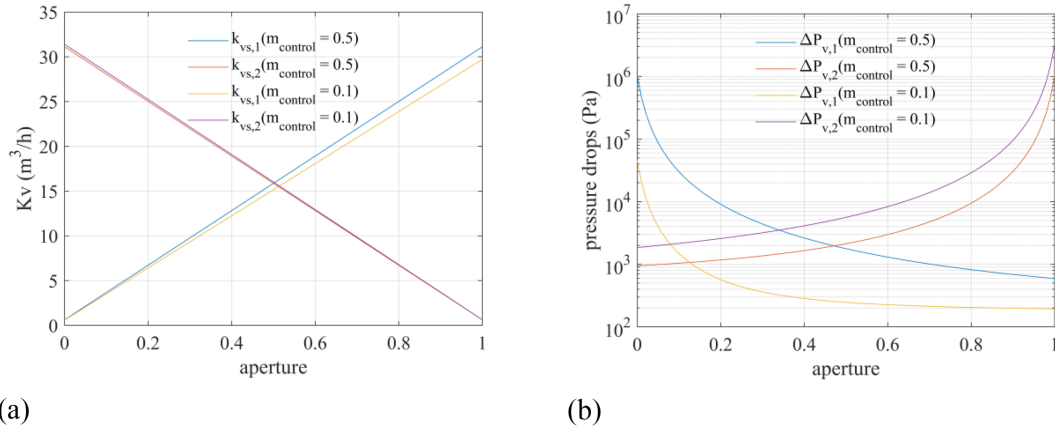 35
30
25
20
15
10
5
0
Kv (m³/h)
k_vs,1(m_control = 0.5)
k_vs,2(m_control = 0.5)
k_vs,1(m_control = 0.1)
k_vs,2(m_control = 0.1)
0 0.2 0.4 0.6 0.8 1
aperture
(a)
10⁷
10⁶
10⁵
10⁴
10³
10²
pressure drops (Pa)
ΔP_v,1(m_control = 0.5)
ΔP_v,2(m_control = 0.5)
ΔP_v,1(m_control = 0.1)
ΔP_v,2(m_control = 0.1)
0 0.2 0.4 0.6 0.8 1
aperture
(b)